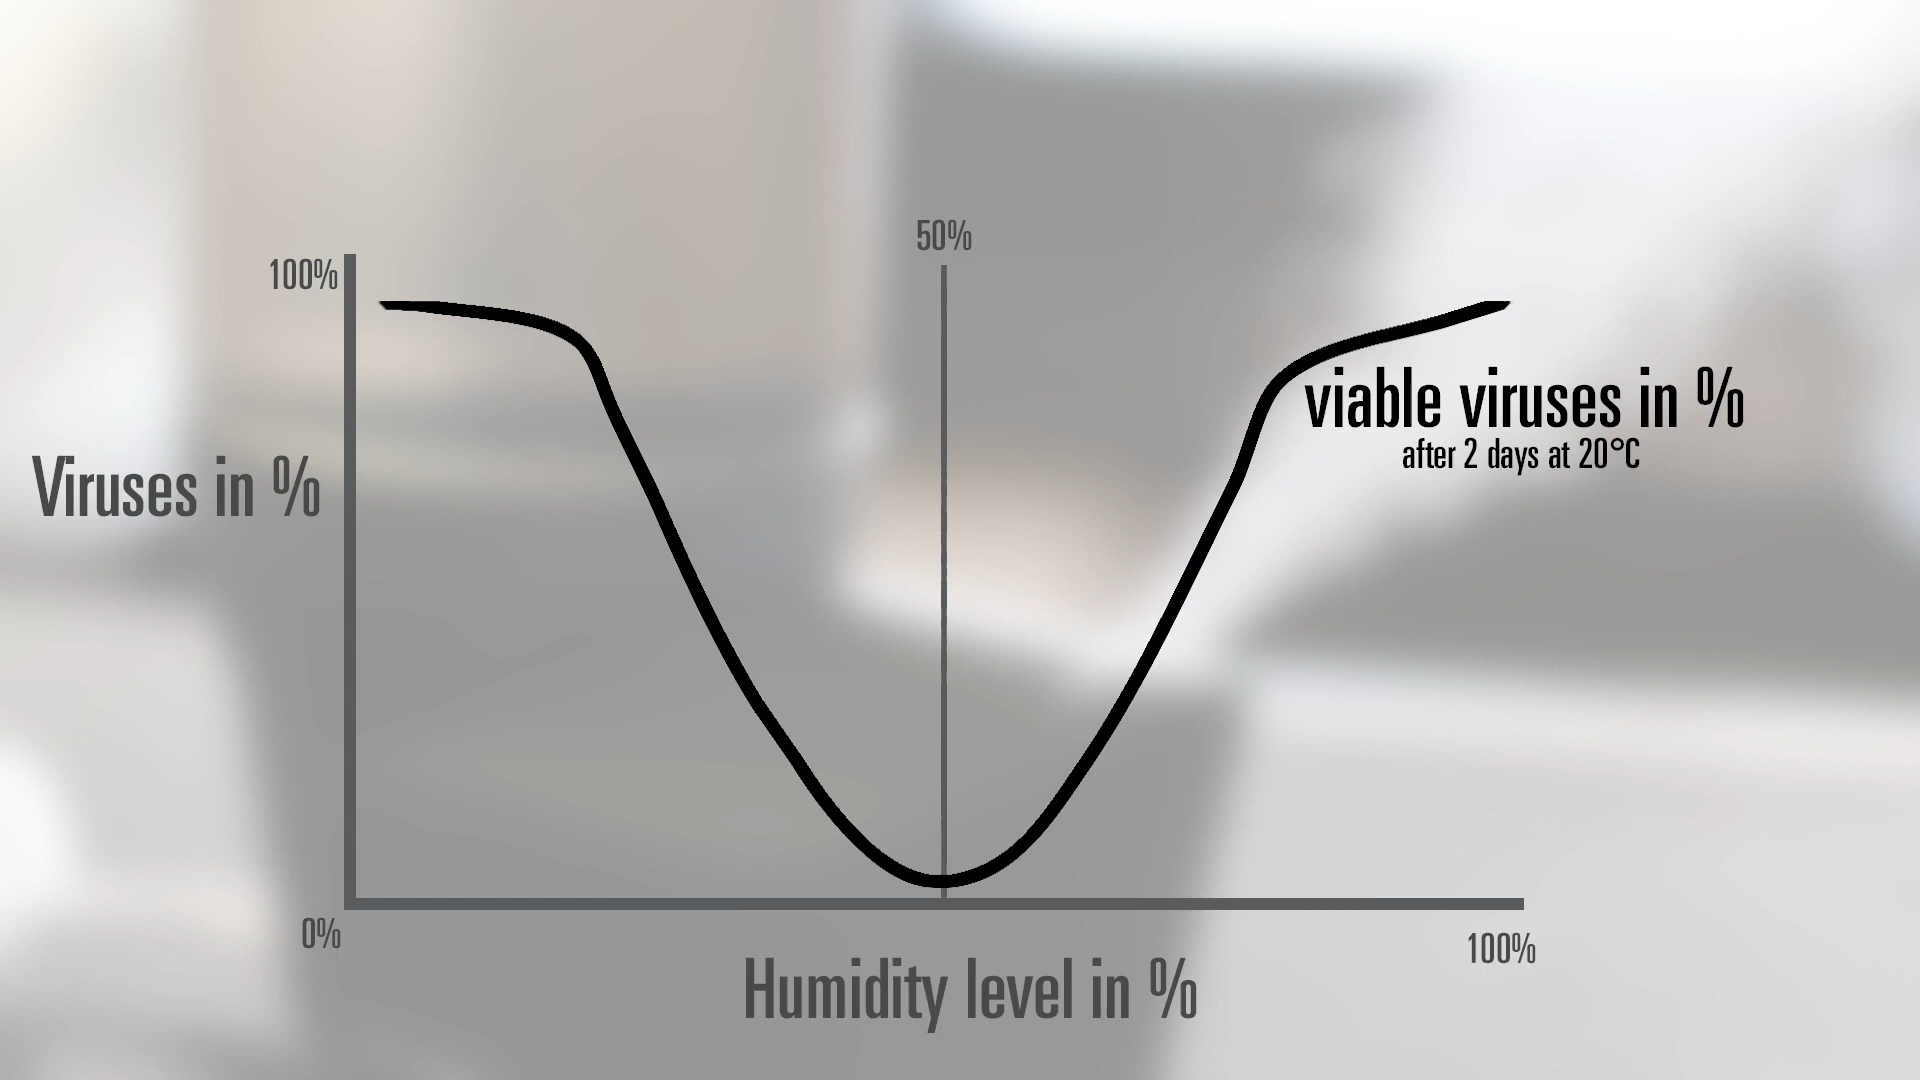 50%
100%
viable viruses in %
after 2 days at 20°C
Viruses in %
0%
100%
Humidity level in %